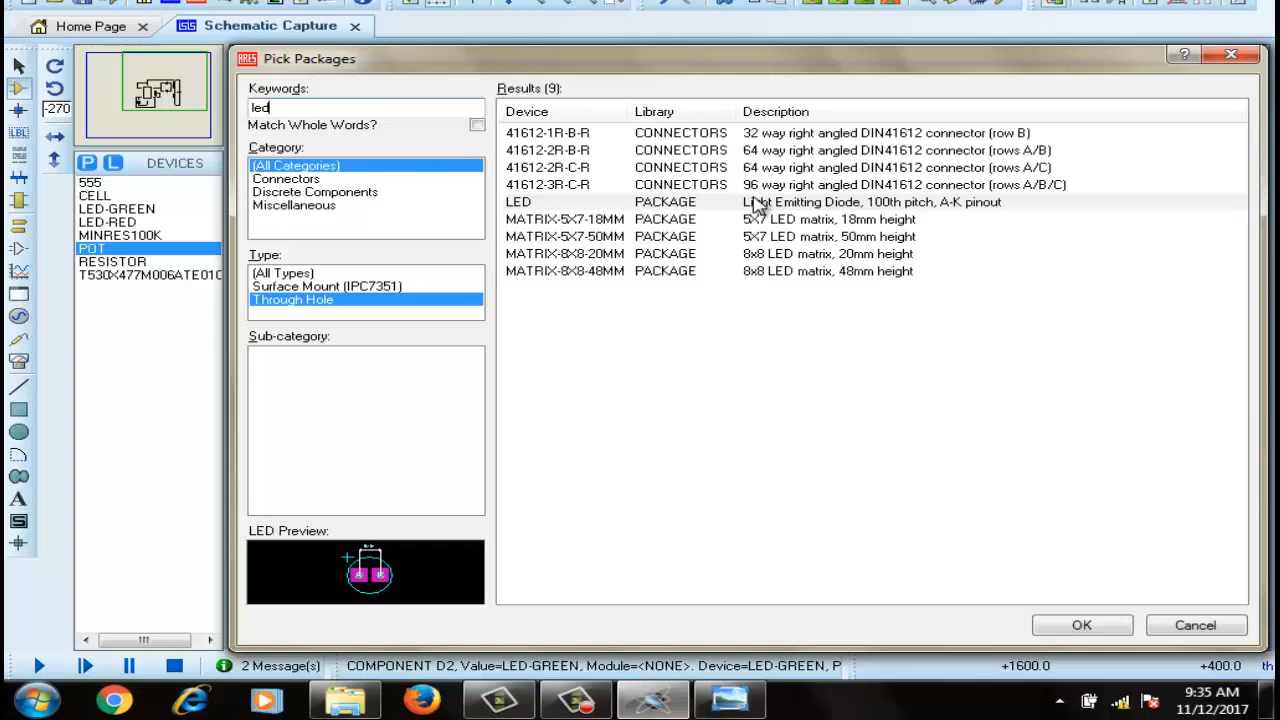 Home Page
Schematic Capture
ARES Pick Packages
Keywords:
led
Match Whole Words?
Category:
(All Categories)
Connectors
Discrete Components
Miscellaneous
Type:
(All Types)
Surface Mount (IPC7351)
Through Hole
Sub-category:
LED Preview:
Results (9):
Device Library Description
41612-1R-B-R CONNECTORS 32 way right angled DIN41612 connector (row B)
41612-2R-B-R CONNECTORS 64 way right angled DIN41612 connector (rows A/B)
41612-2R-C-R CONNECTORS 64 way right angled DIN41612 connector (rows A/C)
41612-3R-C-R CONNECTORS 96 way right angled DIN41612 connector (rows A/B/C)
LED PACKAGE Light Emitting Diode, 100th pitch, A-K pinout
MATRIX-5X7-18MM PACKAGE 5X7 LED matrix, 18mm height
MATRIX-5X7-50MM PACKAGE 5X7 LED matrix, 50mm height
MATRIX-8X8-20MM PACKAGE 8x8 LED matrix, 20mm height
MATRIX-8X8-48MM PACKAGE 8x8 LED matrix, 48mm height
OK Cancel
-270
LBL
P L DEVICES
555
CELL
LED-GREEN
LED-RED
MINRES100K
POT
RESISTOR
T530X477M006ATE010
A
2 Message(s) COMPONENT D2, Value=LED-GREEN, Module=<NONE>. Device=LED-GREEN, P +1600.0 +400.0 th
9:35 AM
11/12/2017